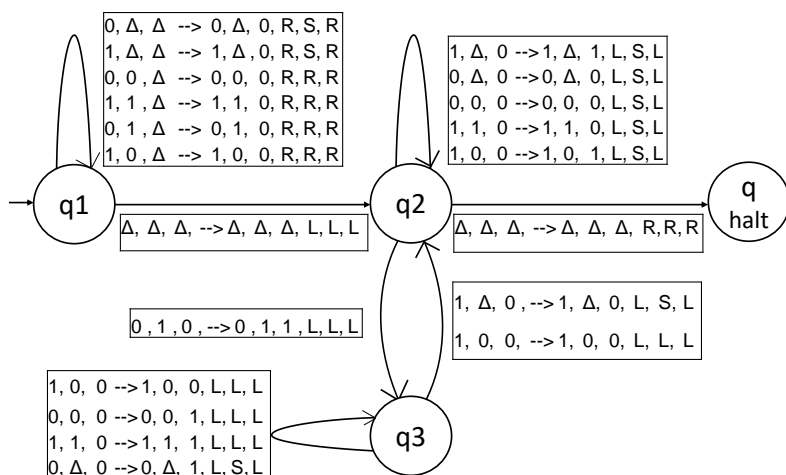 0, Δ, Δ --> 0, Δ, 0, R, S, R
1, Δ, Δ --> 1, Δ, 0, R, S, R
0, 0 , Δ --> 0, 0, 0, R, R, R
1, 1 , Δ --> 1, 1, 0, R, R, R
0, 1 , Δ --> 0, 1, 0, R, R, R
1, 0 , Δ --> 1, 0, 0, R, R, R
1, Δ, 0 --> 1, Δ, 1, L, S, L
0, Δ, 0 --> 0, Δ, 0, L, S, L
0, 0, 0 --> 0, 0, 0, L, S, L
1, 1, 0 --> 1, 1, 0, L, S, L
1, 0, 0 --> 1, 0, 1, L, S, L
q1
q2
q
halt
Δ, Δ, Δ, --> Δ, Δ, Δ, L, L, L
Δ, Δ, Δ, --> Δ, Δ, Δ, R, R, R
0 , 1 , 0, --> 0 , 1, 1 , L, L, L
1, Δ, 0 , --> 1, Δ, 0, L, S, L
1, 0, 0, --> 1, 0, 0, L, L, L
1, 0, 0 --> 1, 0, 0, L, L, L
0, 0, 0 --> 0, 0, 1, L, L, L
1, 1, 0 --> 1, 1, 1, L, L, L
0, Δ, 0 --> 0, Δ, 1, L, S, L
q3